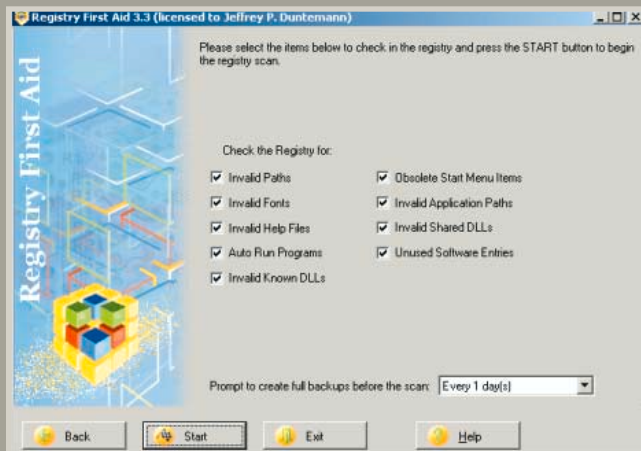 Registry First Aid 3.3 (licensed to Jeffrey P. Duntemann)
Registry First Aid
Please select the items below to check in the registry and press the START button to begin
the registry scan.
Check the Registry for:
Invalid Paths
Invalid Fonts
Invalid Help Files
Auto Run Programs
Invalid Known DLLs
Obsolete Start Menu Items
Invalid Application Paths
Invalid Shared DLLs
Unused Software Entries
Prompt to create full backups before the scan: Every 1 day(s)
Back Start Exit Help